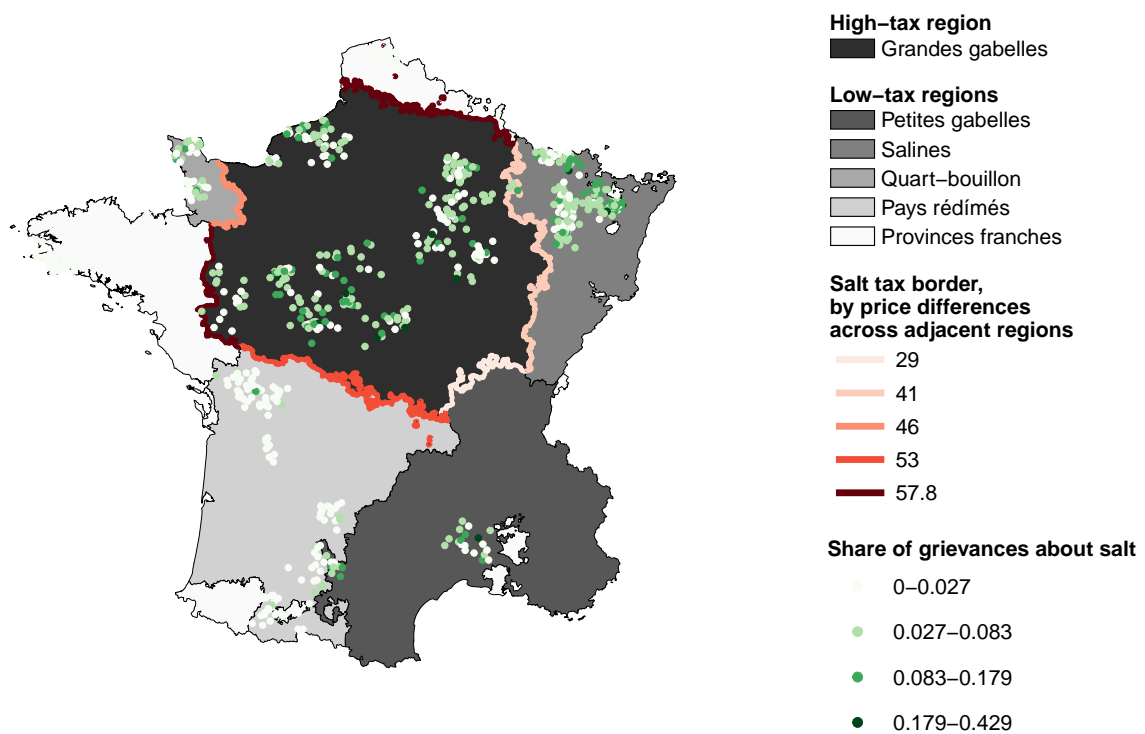 High−tax region
Grandes gabelles
Low−tax regions
Petites gabelles
Salines
Quart−bouillon
Pays rédímés
Provinces franches
Salt tax border,
by price differences
across adjacent regions
29
41
46
53
57.8
Share of grievances about salt
0−0.027
0.027−0.083
0.083−0.179
0.179−0.429